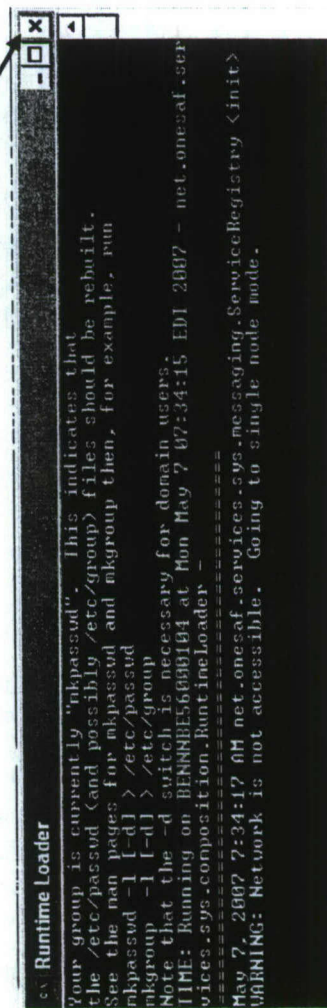 Runtime Loader
Your group is currently "mkpasswd". This indicates that
the /etc/passwd (and possibly /etc/group) files should be rebuilt.
See the man pages for mkpasswd and mkgroup then, for example, run
mkpasswd -l [-d] > /etc/passwd
mkgroup -l [-d] > /etc/group
Note that the -d switch is necessary for domain users.
TIME: Running on at Mon May 7 07:34:15 EDT 2007 - net.onesaf.ser
ices.sys.composition.RuntimeLoader -
==========================================
May 7, 2007 7:34:17 AM net.onesaf.services.sys.messaging.ServiceRegistry <init>
WARNING: Network is not accessible. Going to single node mode.